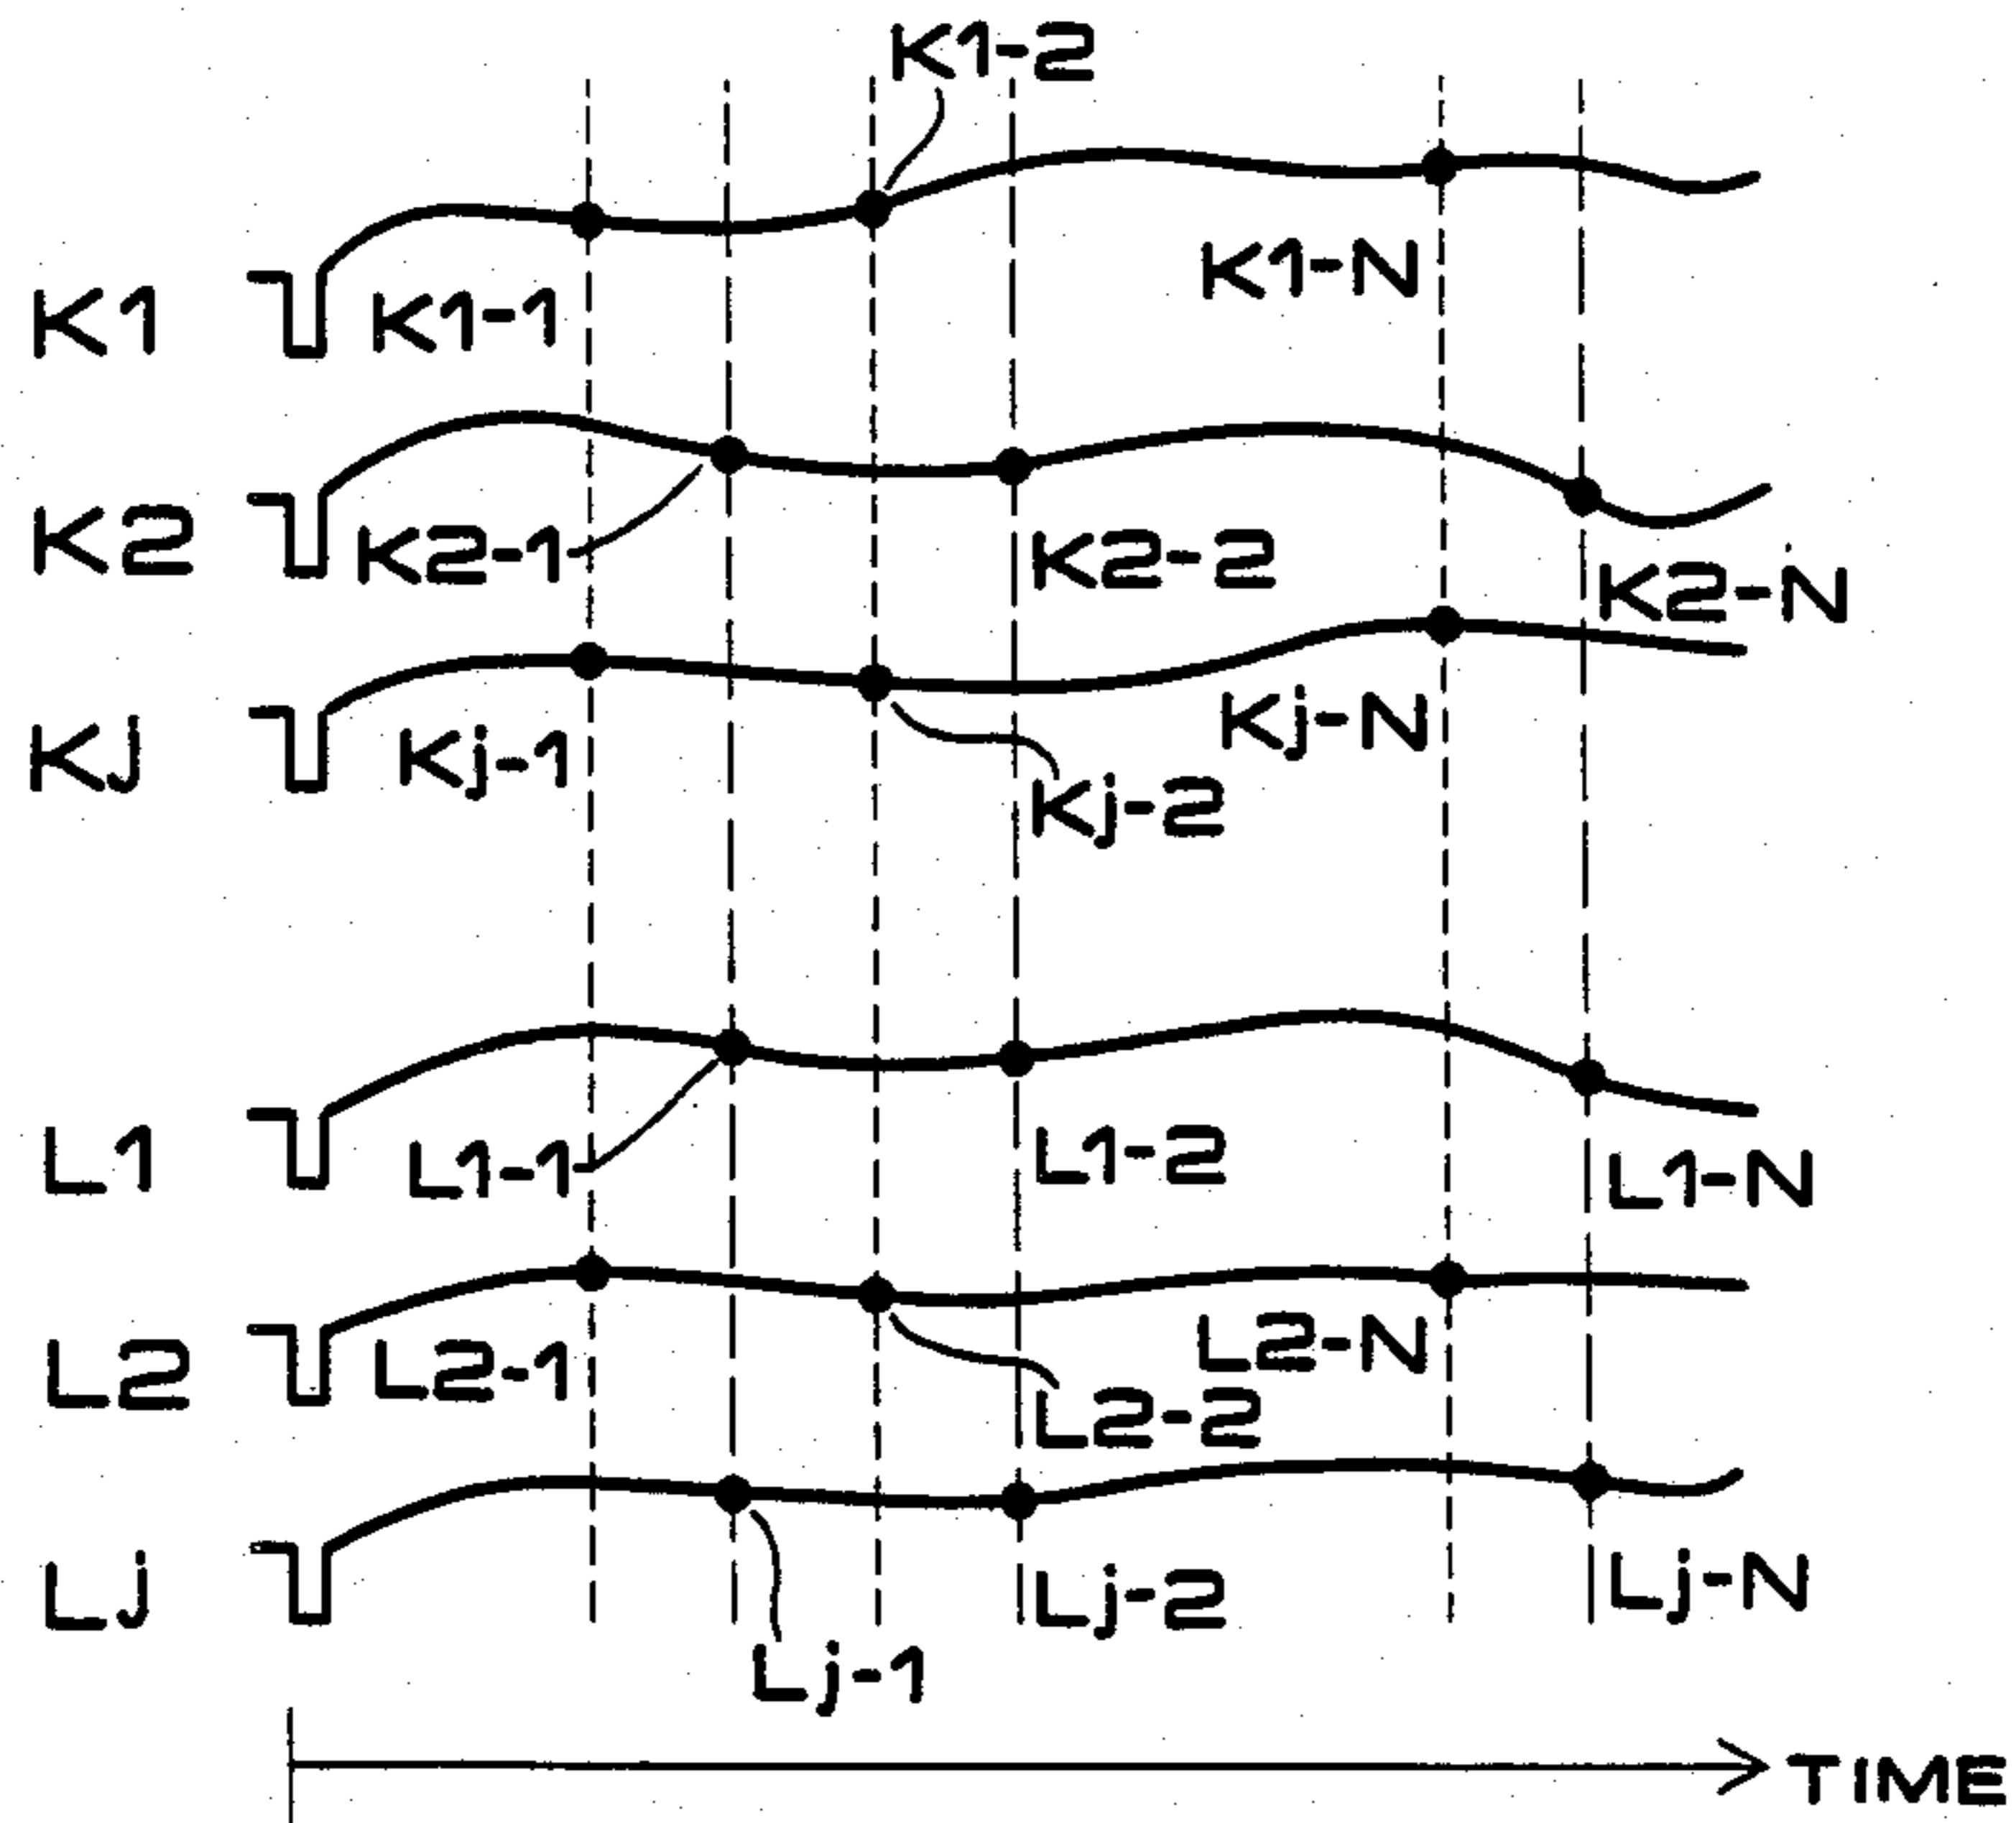 K1-2
K1
K1-1
K1-N
K2
K2-1
K2-2
K2-N
KJ
Kj-1
Kj-2
Kj-N
L1
L1-1
L1-2
L1-N
L2
L2-1
L2-2
L2-N
LJ
Lj-1
Lj-2
Lj-N
TIME